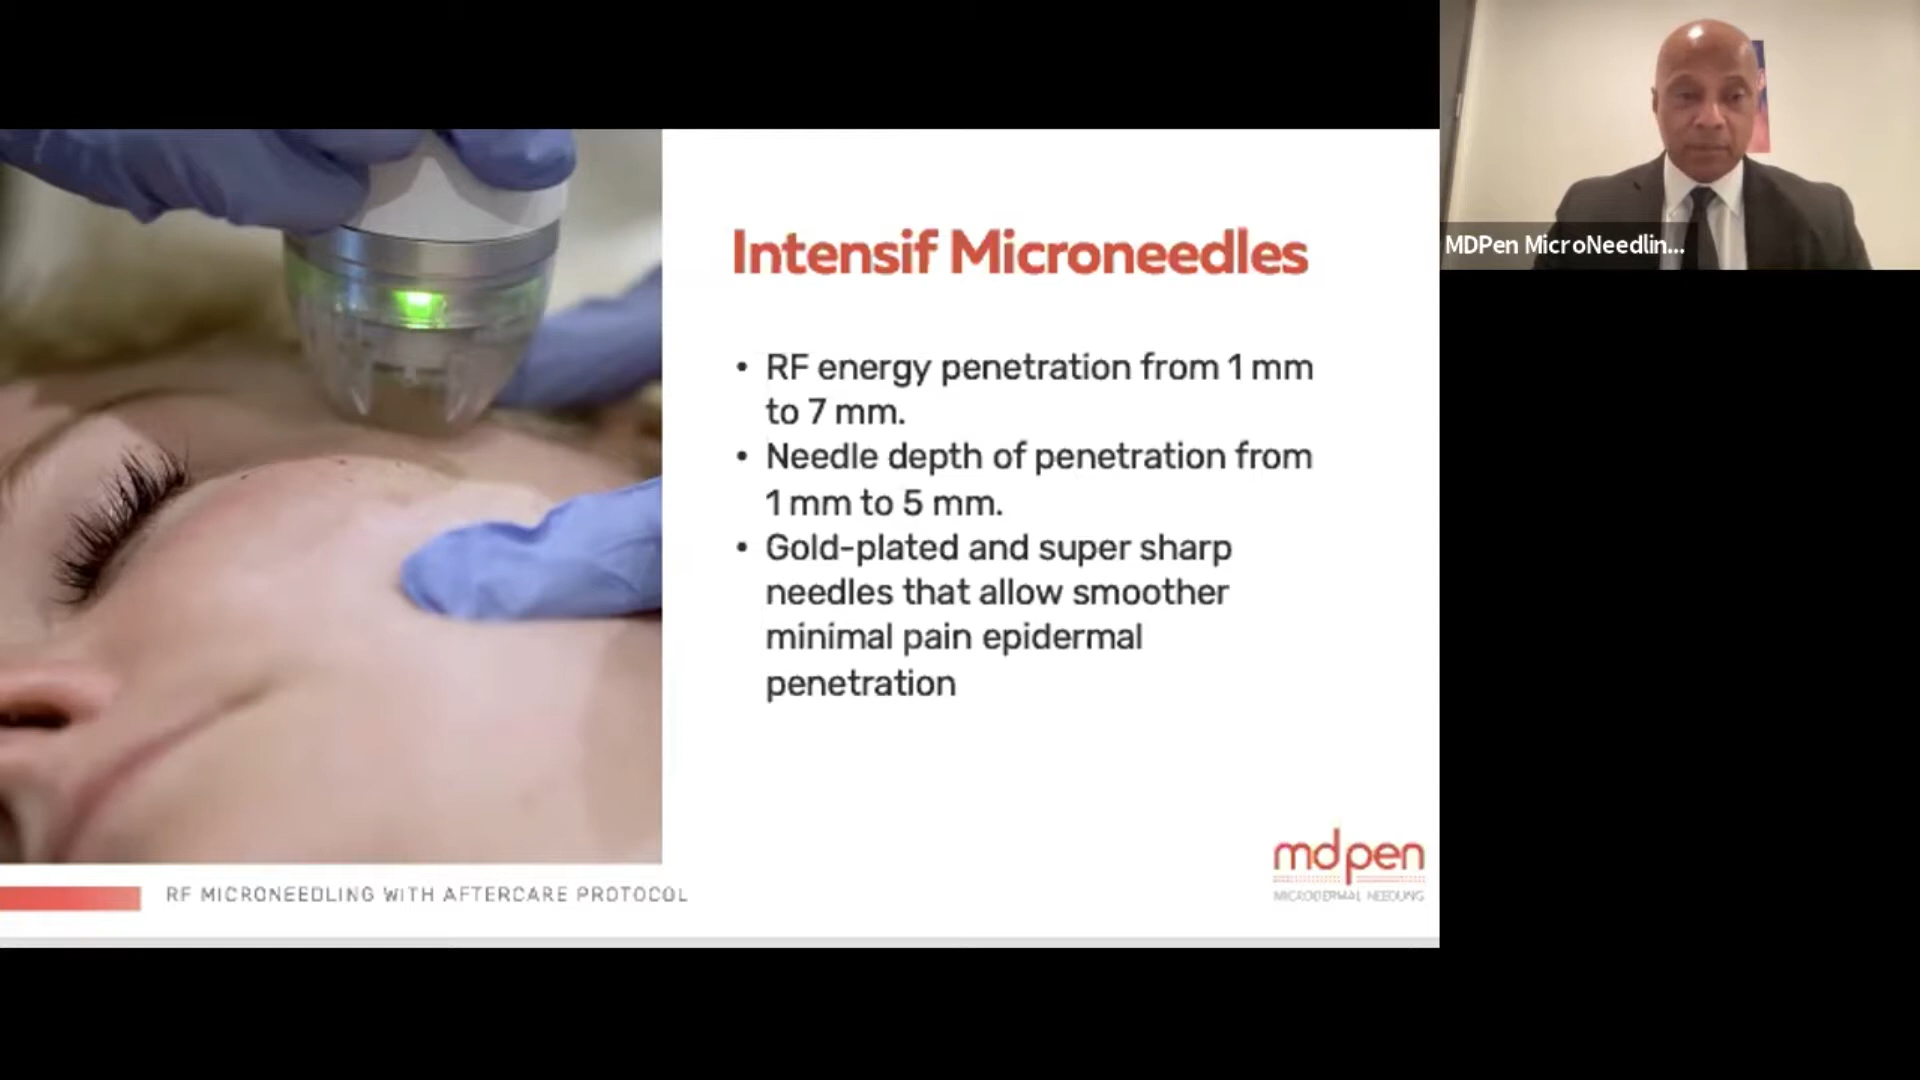 Intensif Microneedles
• RF energy penetration from 1 mm
to 7 mm.
• Needle depth of penetration from
1 mm to 5 mm.
• Gold-plated and super sharp
needles that allow smoother
minimal pain epidermal
penetration
RF MICRONEEDLING WITH AFTERCARE PROTOCOL
mdpen
MICRODERMAL NEEDLING
MDPen MicroNeedlin...